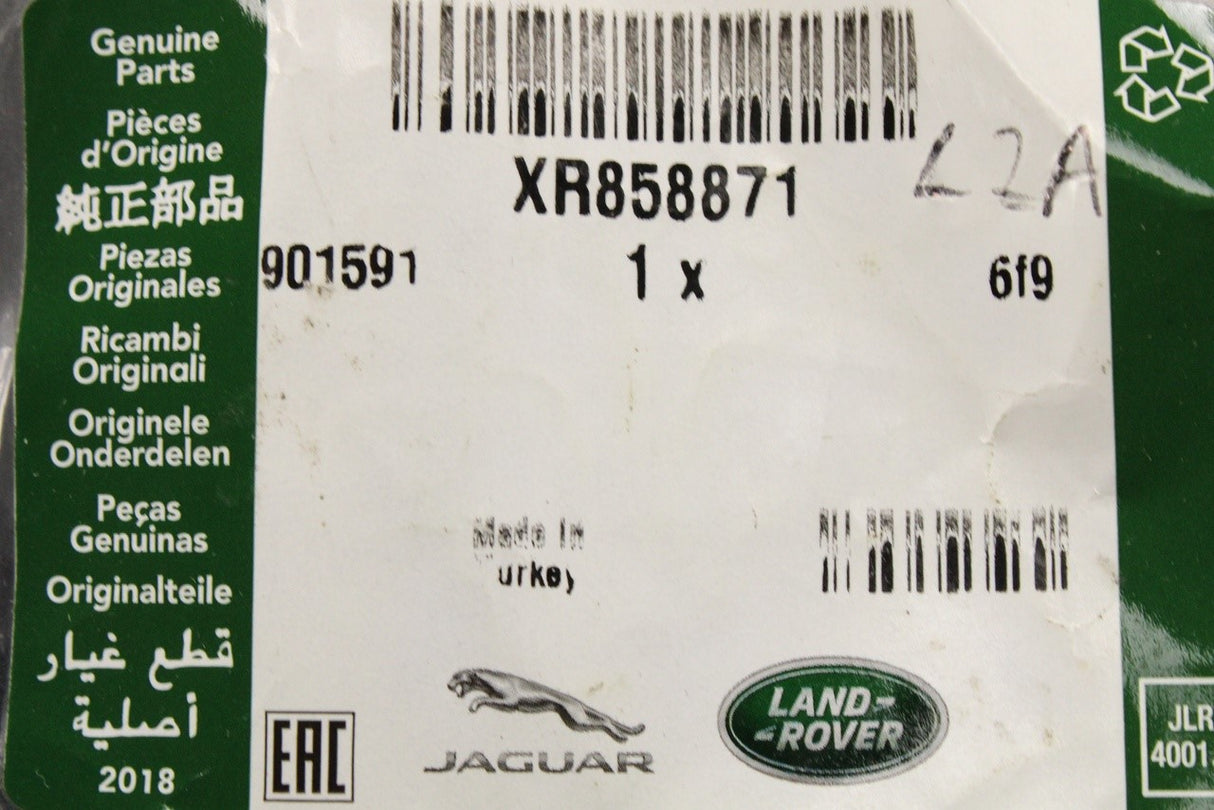 Genuine
Parts
Pièces
d'Origine
純正部品
Piezas
Originales
Ricambi
Originali
Originele
Onderdelen
Peças
Genuinas
Originalteile
قطع غيار
أصلية
2018
XR858871
L2A
901591
1 x
6f9
Made In
urkey
EAC
JAGUAR
LAND-
-ROVER
JLR
4001